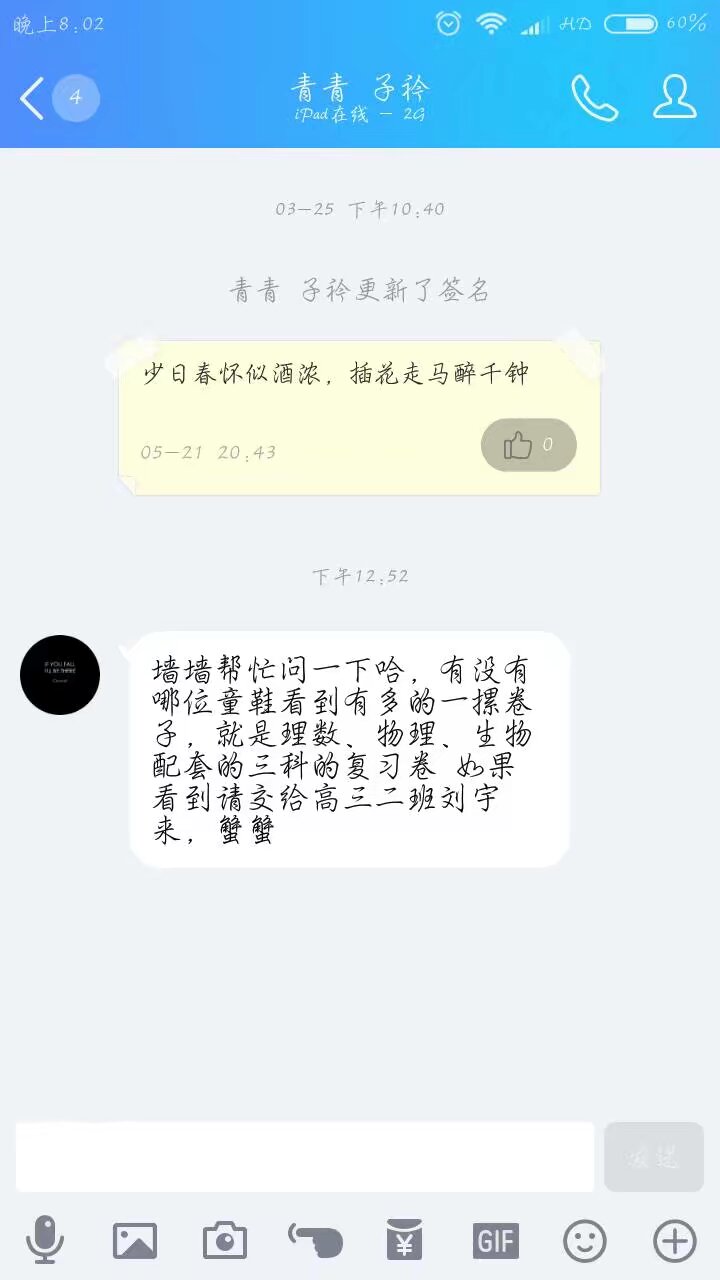 晚上8:02
HD
60%
4
青青 子衿
iPad在线 - 2G
03-25 下午10:40
青青 子衿更新了签名
少日春怀似酒浓，插花走马醉千钟
05-21 20:43
0
下午12:52
IF YOU FALL
I'LL BE THERE
墙墙帮忙问一下哈，有没有
哪位童鞋看到有多的一摞卷
子，就是理数、物理、生物
配套的三科的复习卷 如果
看到请交给高三二班刘宇
来，蟹蟹
发送
GIF